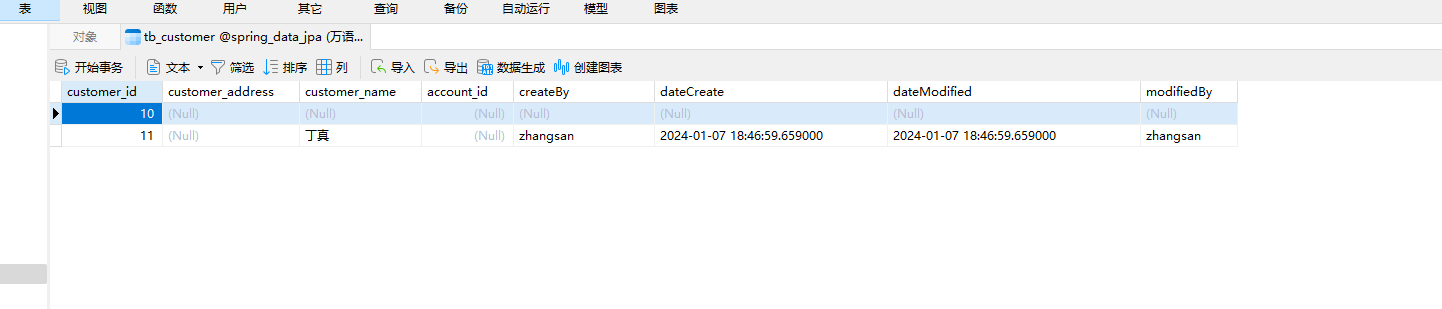 表 视图 函数 用户 其它 查询 备份 自动运行 模型 图表
对象 tb_customer @spring_data_jpa (万语...
开始事务 文本 筛选 排序 列 导入 导出 数据生成 创建图表
customer_id customer_address customer_name account_id createBy dateCreate dateModified modifiedBy
10 (Null) (Null) (Null) (Null) (Null) (Null) (Null)
11 (Null) 丁真 (Null) zhangsan 2024-01-07 18:46:59.659000 2024-01-07 18:46:59.659000 zhangsan